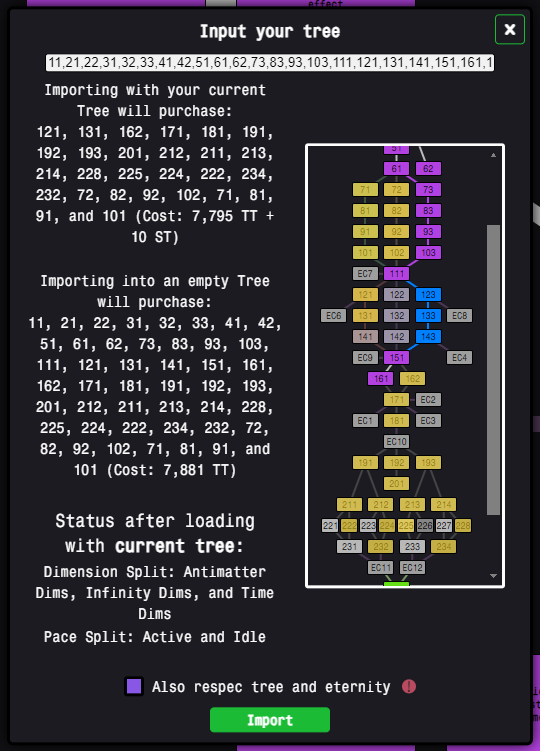 effect
Input your tree
x
11,21,22,31,32,33,41,42,51,61,62,73,83,93,103,111,121,131,141,151,161,1
Importing with your current
Tree will purchase:
121, 131, 162, 171, 181, 191,
192, 193, 201, 212, 211, 213,
214, 228, 225, 224, 222, 234,
232, 72, 82, 92, 102, 71, 81,
91, and 101 (Cost: 7,795 TT +
10 ST)
Importing into an empty Tree
will purchase:
11, 21, 22, 31, 32, 33, 41, 42,
51, 61, 62, 73, 83, 93, 103,
111, 121, 131, 141, 151, 161,
162, 171, 181, 191, 192, 193,
201, 212, 211, 213, 214, 228,
225, 224, 222, 234, 232, 72,
82, 92, 102, 71, 81, 91, and
101 (Cost: 7,881 TT)
Status after loading
with current tree:
Dimension Split: Antimatter
Dims, Infinity Dims, and Time
Dims
Pace Split: Active and Idle
51
61 62
71 72 73
81 82 83
91 92 93
101 102 103
EC7 111
121 122 123
EC6 131 132 133 EC8
141 142 143
EC9 151 EC4
161 162
171 EC2
EC1 181 EC3
EC10
191 192 193
201
211 212 213 214
221 222 223 224 225 226 227 228
231 232 233 234
EC11 EC12
Also respec tree and eternity !
Import